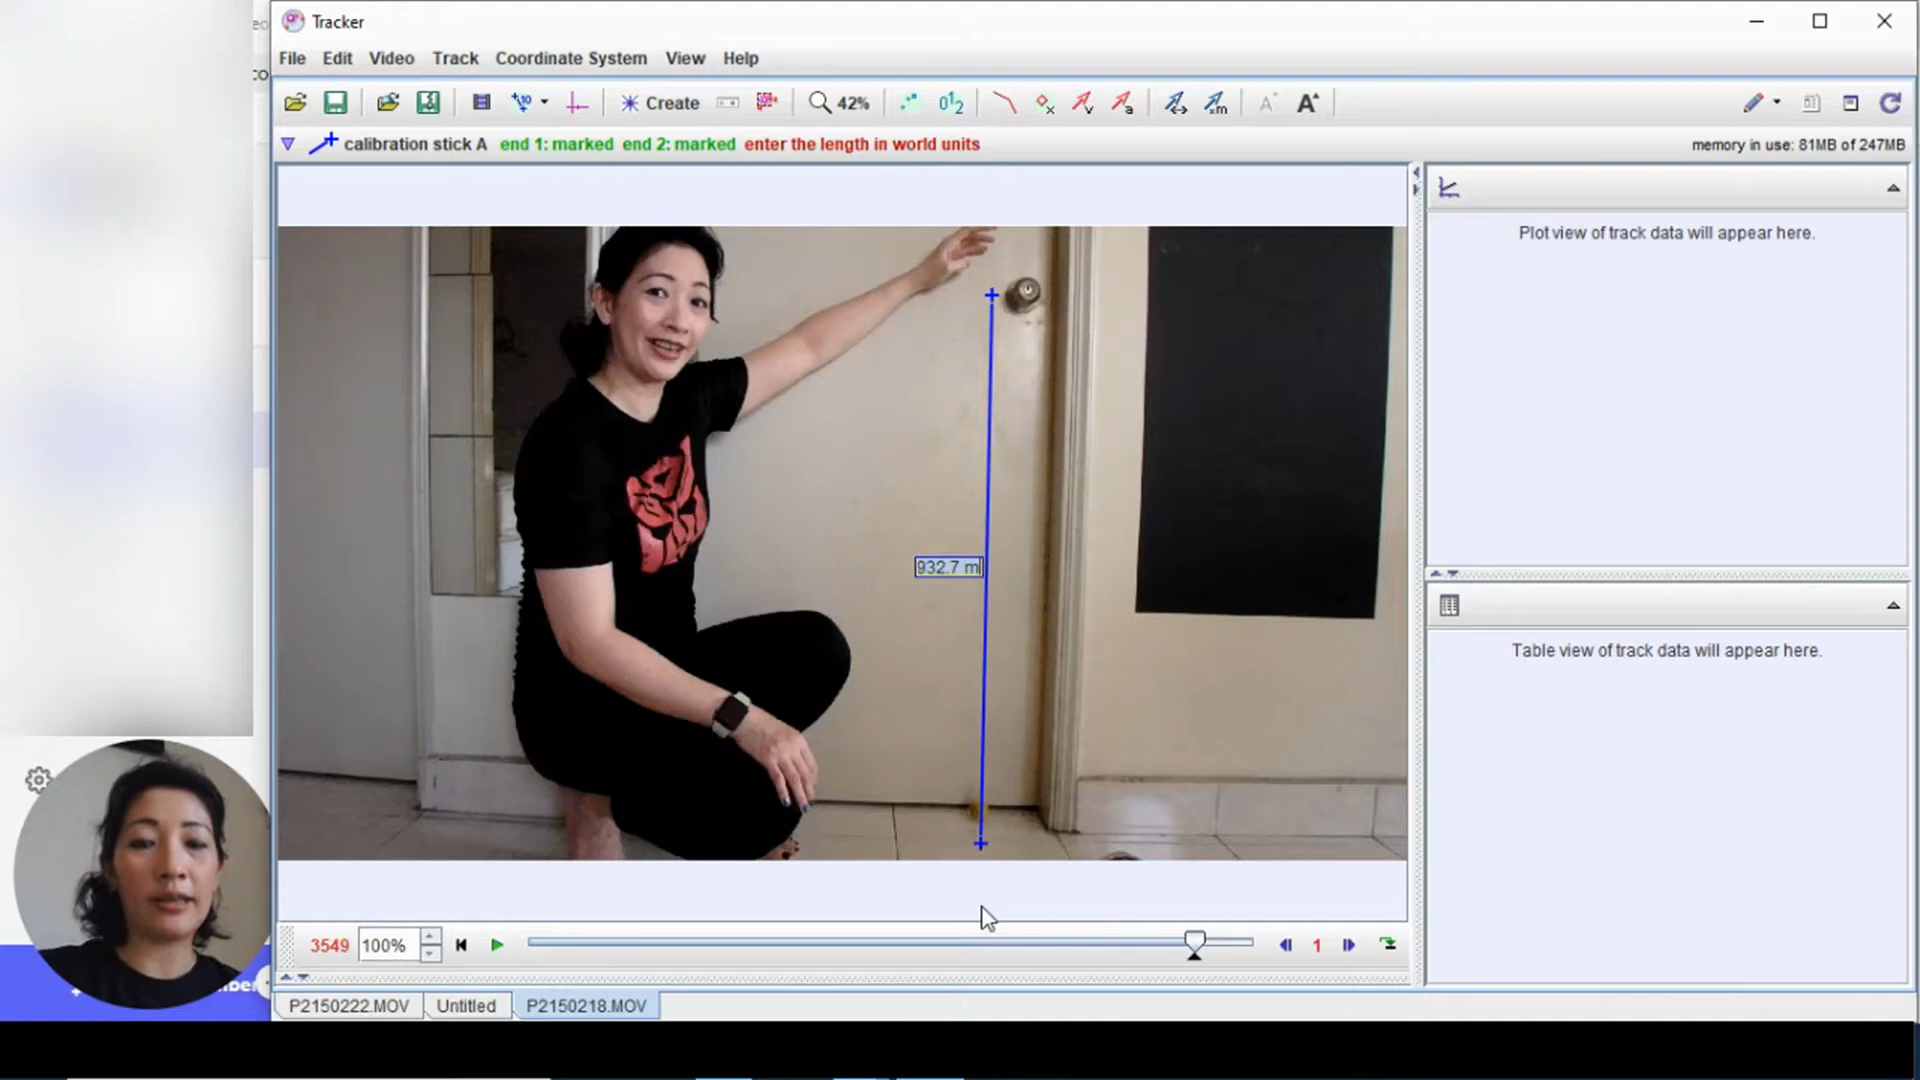 Tracker
File Edit Video Track Coordinate System View Help
Create 42%
calibration stick A end 1: marked end 2: marked enter the length in world units memory in use: 81MB of 247MB
Plot view of track data will appear here.
932.7 m
Table view of track data will appear here.
3549 100% 1
P2150222.MOV Untitled P2150218.MOV